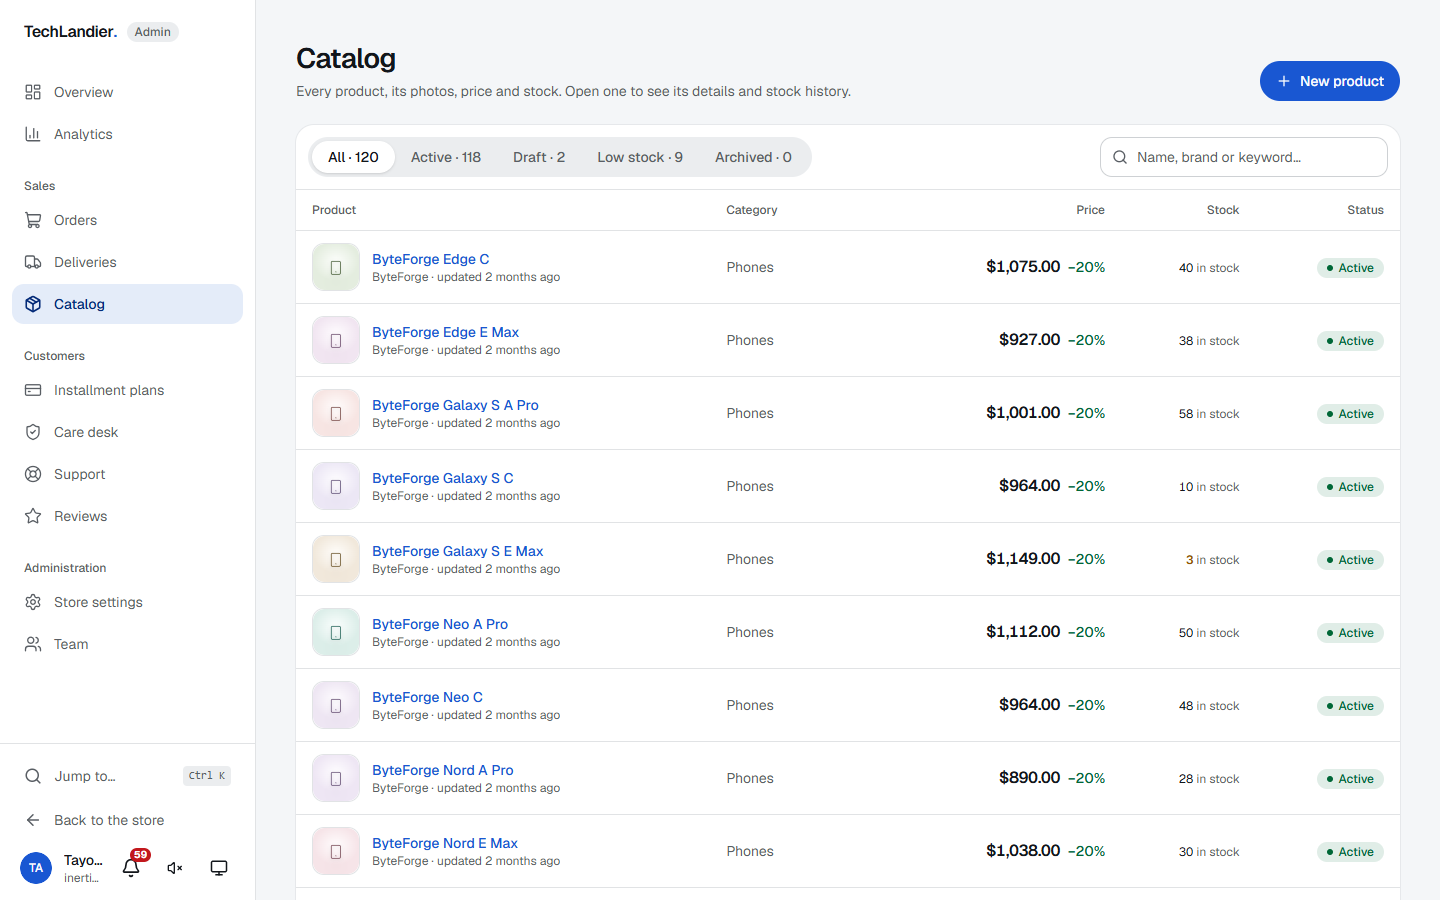 TechLandier. Admin
Overview
Analytics
Sales
Orders
Deliveries
Catalog
Customers
Installment plans
Care desk
Support
Reviews
Administration
Store settings
Team
Jump to... Ctrl K
Back to the store
TA Tayo... 59
inerti...
Catalog
Every product, its photos, price and stock. Open one to see its details and stock history.
+ New product
All · 120 Active · 118 Draft · 2 Low stock · 9 Archived · 0 Name, brand or keyword...
Product Category Price Stock Status
ByteForge Edge C
ByteForge · updated 2 months ago
Phones $1,075.00 −20% 40 in stock Active
ByteForge Edge E Max
ByteForge · updated 2 months ago
Phones $927.00 −20% 38 in stock Active
ByteForge Galaxy S A Pro
ByteForge · updated 2 months ago
Phones $1,001.00 −20% 58 in stock Active
ByteForge Galaxy S C
ByteForge · updated 2 months ago
Phones $964.00 −20% 10 in stock Active
ByteForge Galaxy S E Max
ByteForge · updated 2 months ago
Phones $1,149.00 −20% 3 in stock Active
ByteForge Neo A Pro
ByteForge · updated 2 months ago
Phones $1,112.00 −20% 50 in stock Active
ByteForge Neo C
ByteForge · updated 2 months ago
Phones $964.00 −20% 48 in stock Active
ByteForge Nord A Pro
ByteForge · updated 2 months ago
Phones $890.00 −20% 28 in stock Active
ByteForge Nord E Max
ByteForge · updated 2 months ago
Phones $1,038.00 −20% 30 in stock Active